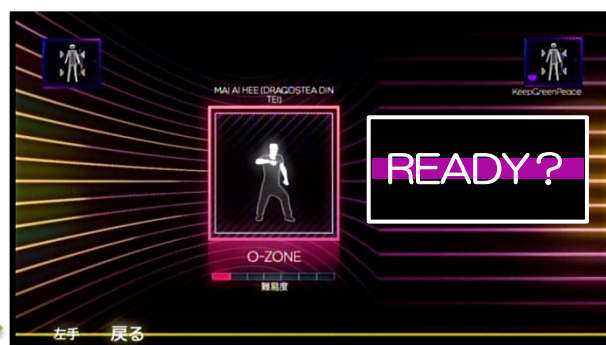 MAI AI HEE (DRAGOSTEA DIN
TEI)
KeepGreenPeace
READY?
O-ZONE
難易度
左手 戻る